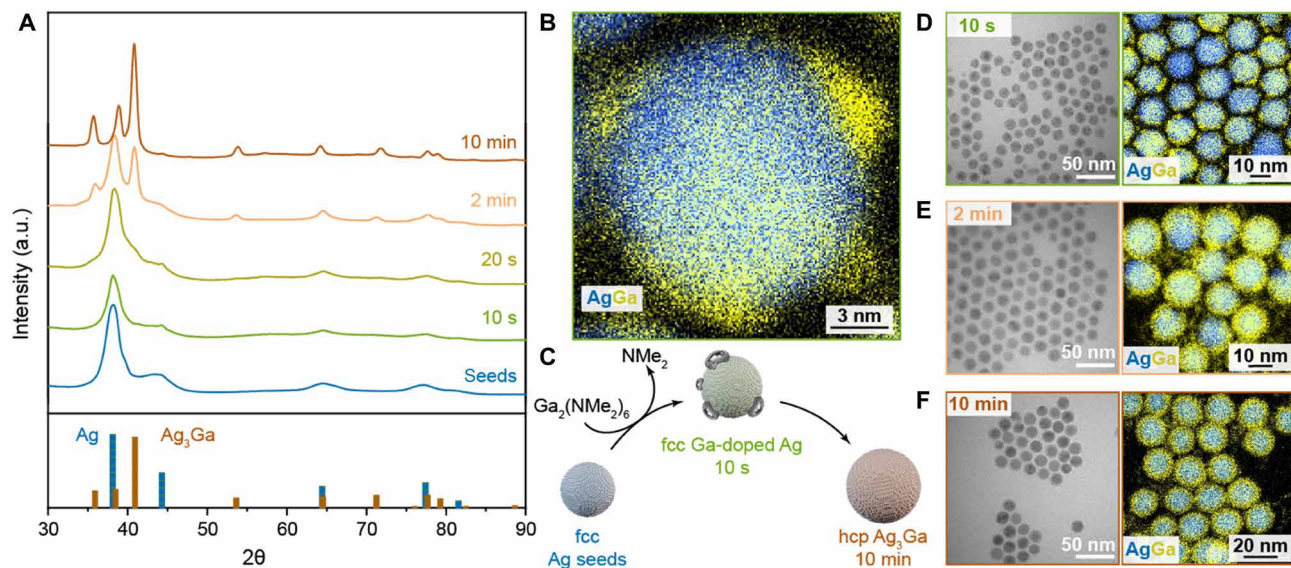 A
Intensity (a.u.)
10 min
2 min
20 s
10 s
Seeds
Ag
Ag₃Ga
30 40 50 60 70 80 90
2θ
B
AgGa
3 nm
C
NMe₂
Ga₂(NMe₂)₆
fcc Ga-doped Ag
10 s
fcc
Ag seeds
hcp Ag₃Ga
10 min
D
10 s
50 nm
AgGa
10 nm
E
2 min
50 nm
AgGa
10 nm
F
10 min
50 nm
AgGa
20 nm